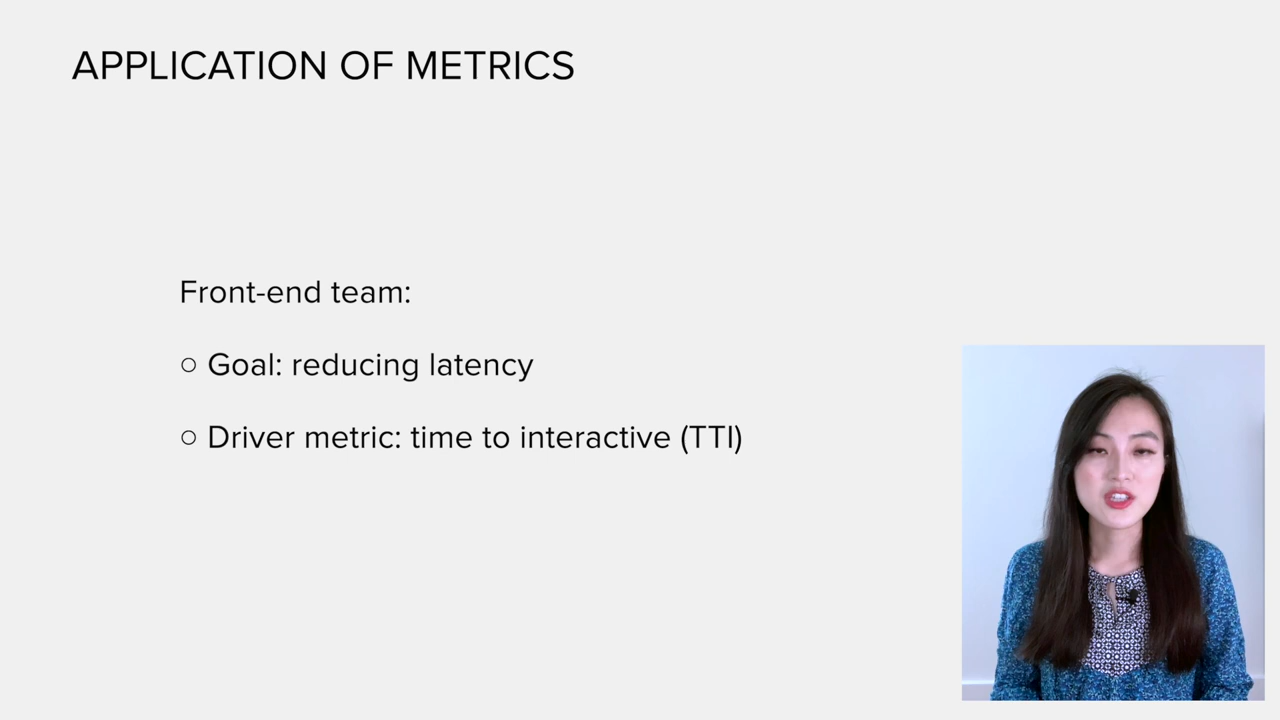 APPLICATION OF METRICS
Front-end team:
○ Goal: reducing latency
○ Driver metric: time to interactive (TTI)